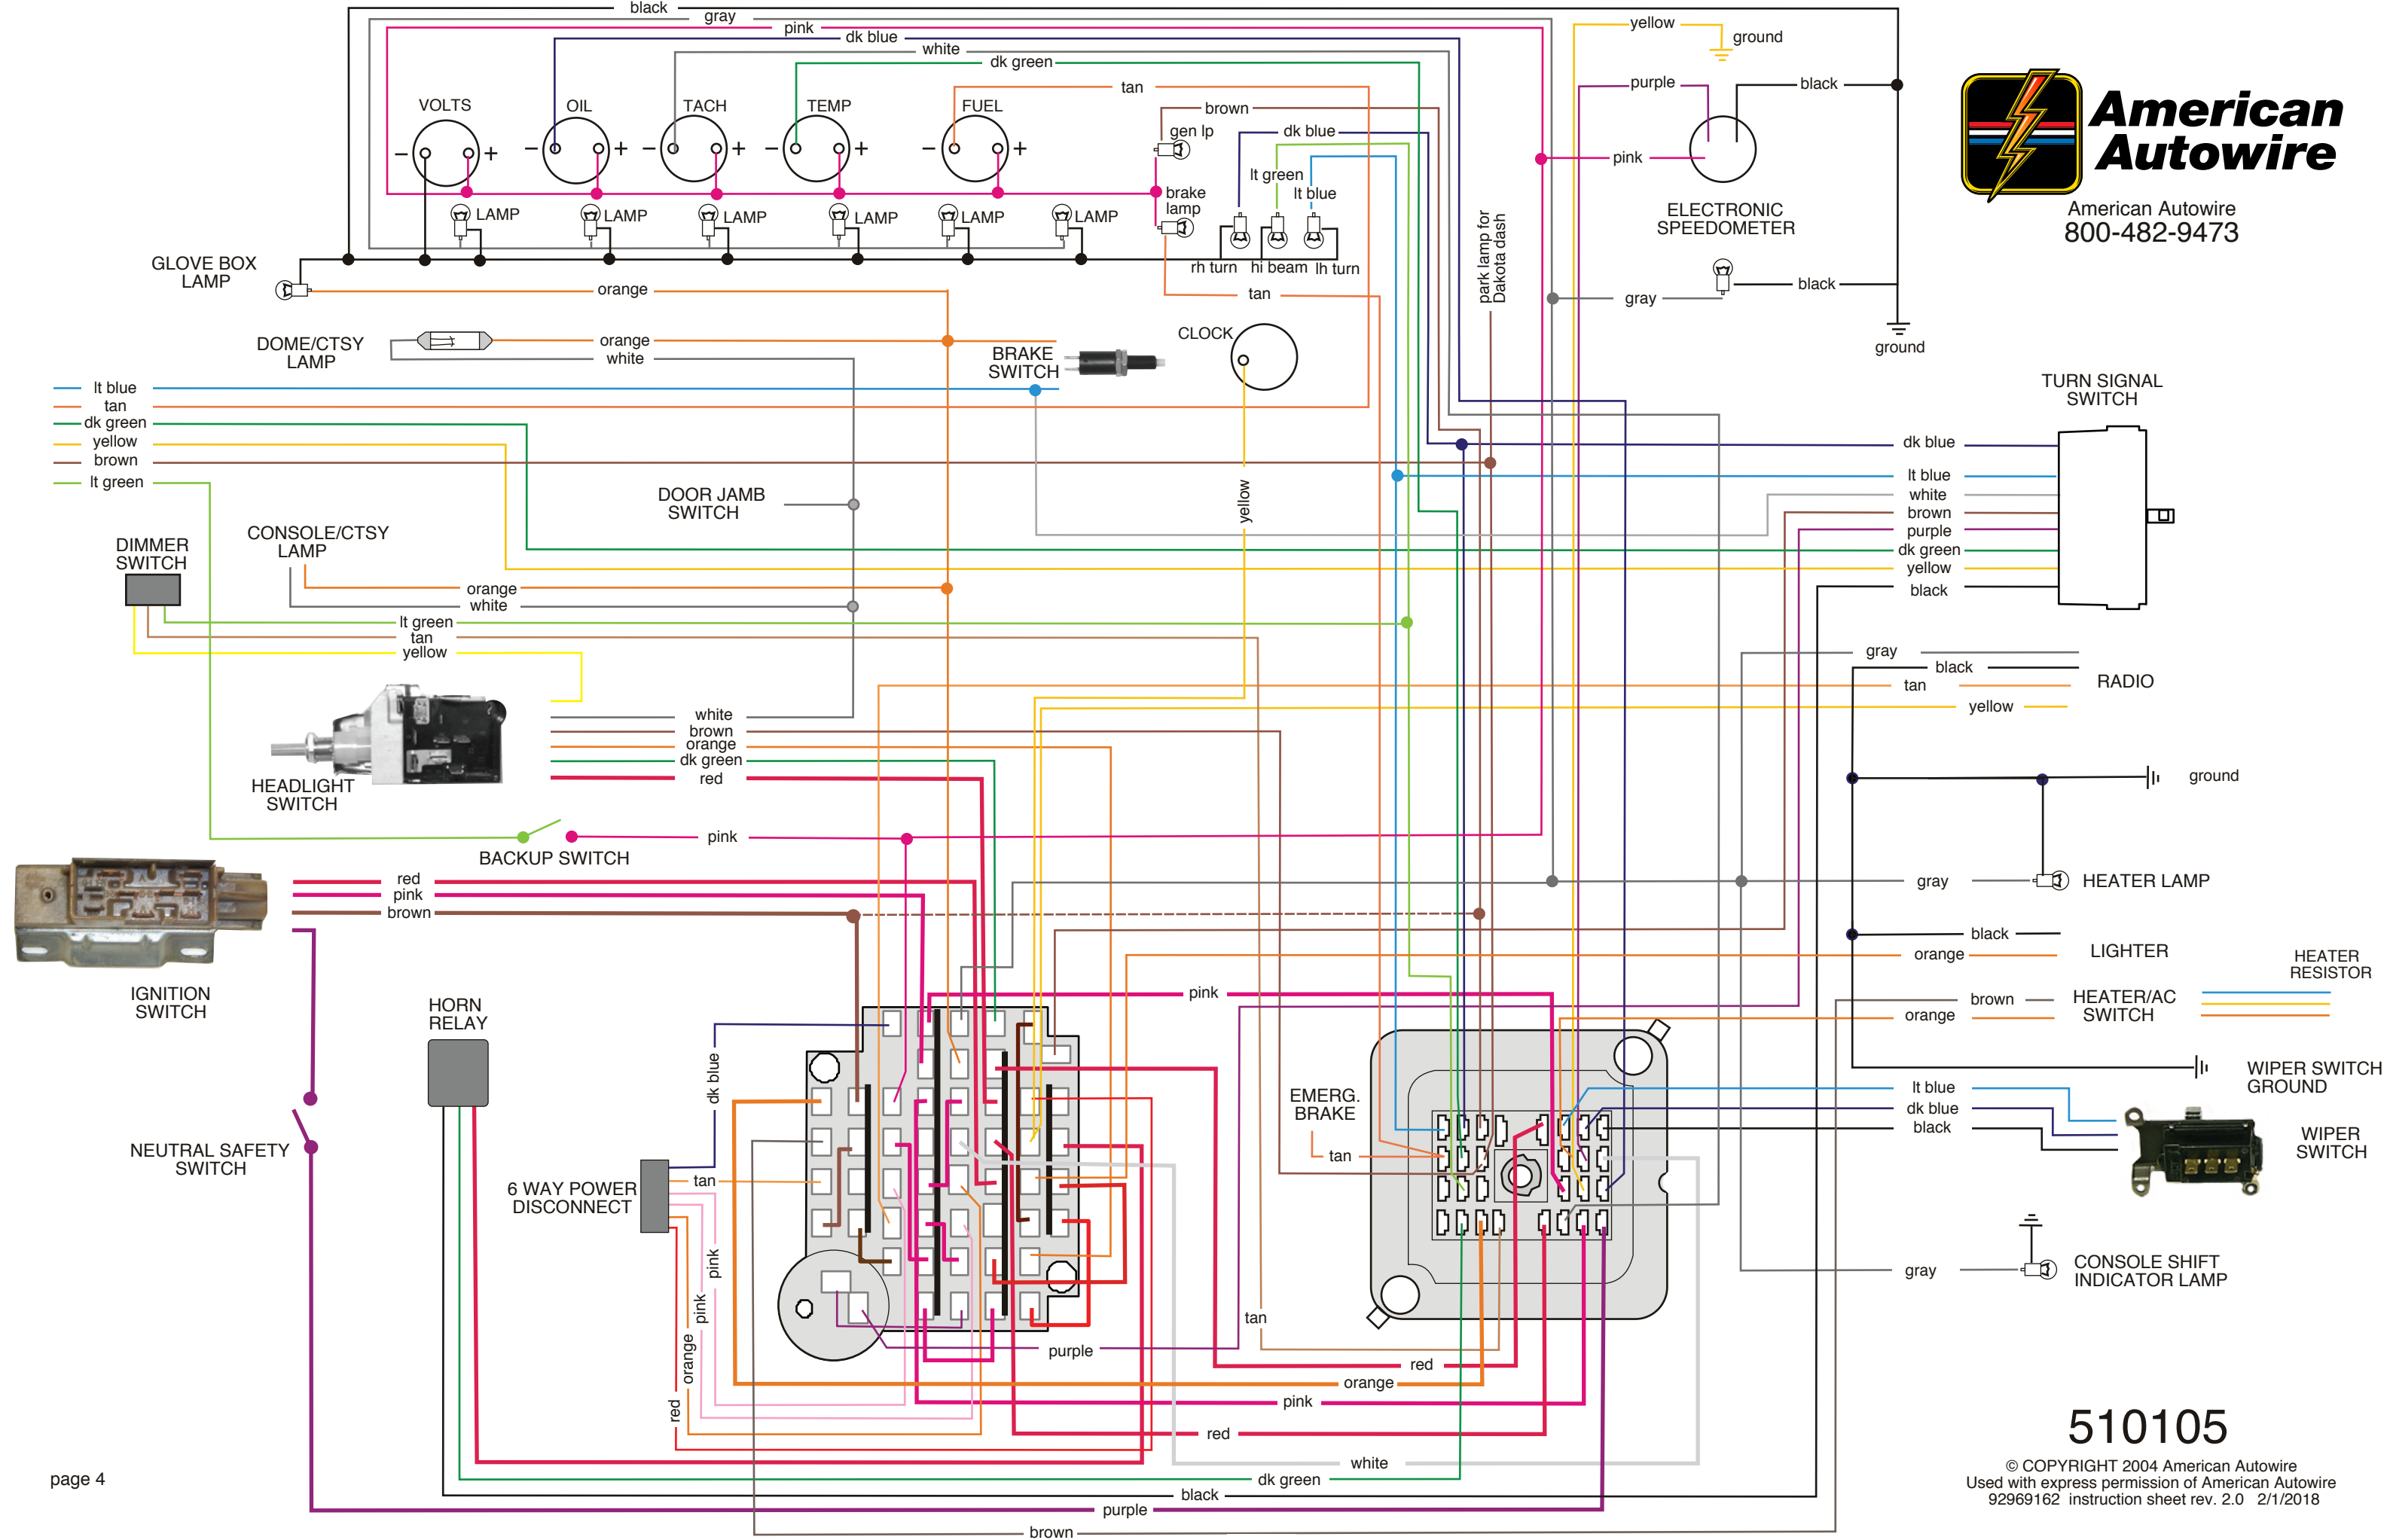 black
gray
pink
dk blue
white
dk green
tan
brown
yellow
ground
purple
black
VOLTS
OIL
TACH
TEMP
FUEL
gen lp
dk blue
pink
American
Autowire
American Autowire
800-482-9473
− +
− +
− +
− +
− +
lt green
lt blue
brake
lamp
LAMP
LAMP
LAMP
LAMP
LAMP
LAMP
ELECTRONIC
SPEEDOMETER
park lamp for
Dakota dash
rh turn
hi beam
lh turn
GLOVE BOX
LAMP
orange
tan
gray
black
ground
DOME/CTSY
LAMP
orange
white
BRAKE
SWITCH
CLOCK
TURN SIGNAL
SWITCH
lt blue
tan
dk green
yellow
brown
lt green
dk blue
lt blue
white
brown
purple
dk green
yellow
black
DOOR JAMB
SWITCH
yellow
DIMMER
SWITCH
CONSOLE/CTSY
LAMP
orange
white
lt green
tan
yellow
gray
black
tan
yellow
RADIO
white
brown
orange
dk green
red
HEADLIGHT
SWITCH
ground
pink
BACKUP SWITCH
red
pink
brown
gray
HEATER LAMP
black
orange
LIGHTER
HEATER
RESISTOR
IGNITION
SWITCH
HORN
RELAY
pink
brown
orange
HEATER/AC
SWITCH
WIPER SWITCH
GROUND
dk blue
EMERG.
BRAKE
tan
lt blue
dk blue
black
WIPER
SWITCH
NEUTRAL SAFETY
SWITCH
6 WAY POWER
DISCONNECT
tan
pink
pink
orange
red
gray
CONSOLE SHIFT
INDICATOR LAMP
tan
purple
red
orange
pink
red
white
dk green
black
purple
brown
page 4
510105
© COPYRIGHT 2004 American Autowire
Used with express permission of American Autowire
92969162 instruction sheet rev. 2.0 2/1/2018